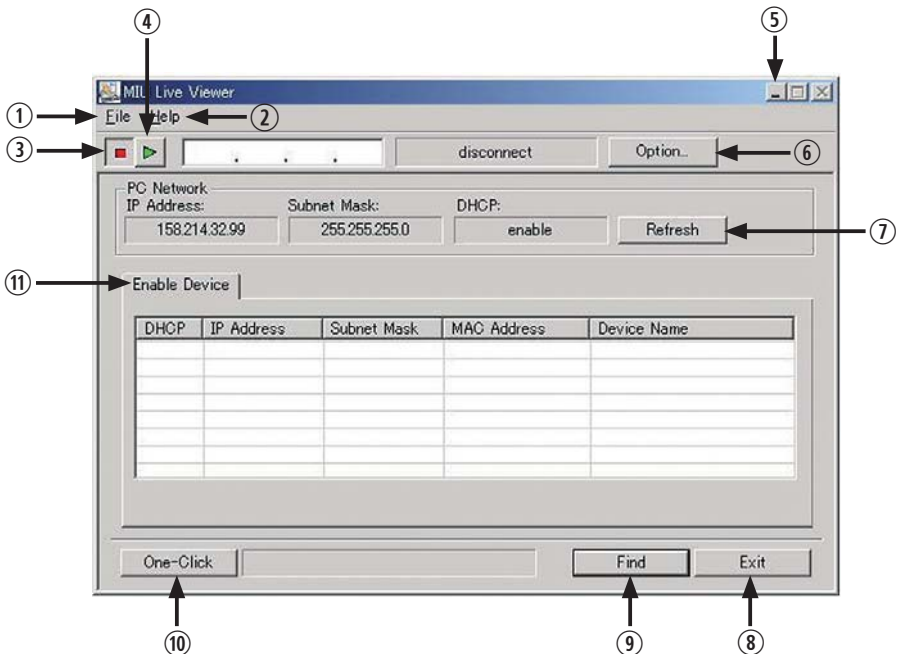 ④ ⑤
MIU Live Viewer
① File Help ②
③ . . . disconnect Option... ⑥
PC Network
IP Address: Subnet Mask: DHCP:
158.214.32.99 255.255.255.0 enable Refresh ⑦
⑪ Enable Device
DHCP IP Address Subnet Mask MAC Address Device Name
One-Click Find Exit
⑩ ⑨ ⑧